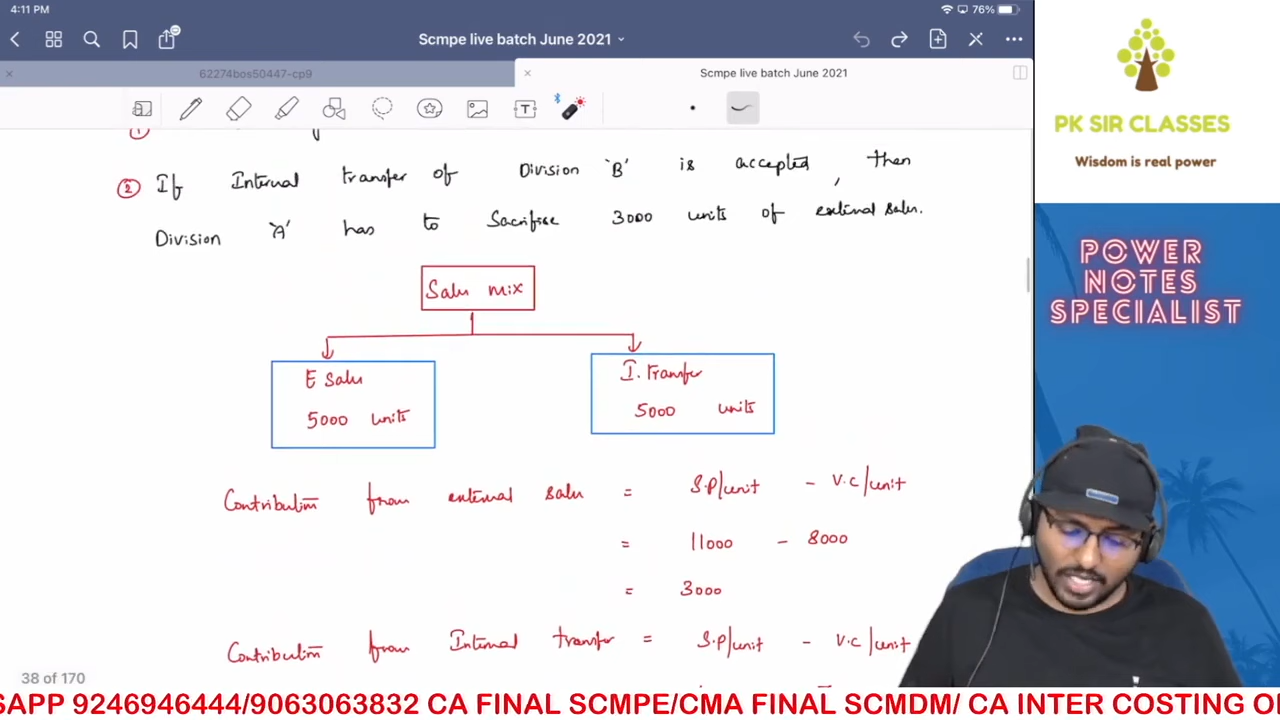 4:11 PM
76%
Scmpe live batch June 2021
62274bos50447-cp9
Scmpe live batch June 2021
T
1
2 If Internal transfer of Division 'B' is accepted, then
Division 'A' has to Sacrifise 3000 units of external sales.
Sales mix
E Sales
5000 units
I. Transfer
5000 units
Contribution from external sales = S.P/unit - V.C/unit
= 11000 - 8000
= 3000
Contribution from Internal transfer = S.P/unit - V.C/unit
38 of 170
PK SIR CLASSES
Wisdom is real power
POWER
NOTES
SPECIALIST
SAPP 9246946444/9063063832 CA FINAL SCMPE/CMA FINAL SCMDM/ CA INTER COSTING O